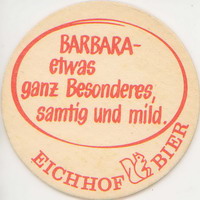 BARBARA-
etwas
ganz Besonderes,
samtig und mild.
EICHHOF BIER